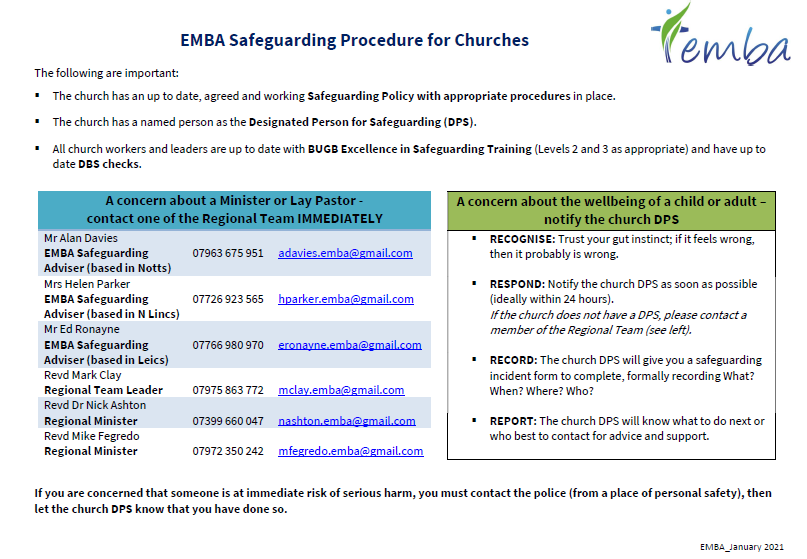 EMBA Safeguarding Procedure for Churches
emba
The following are important:
▪ The church has an up to date, agreed and working Safeguarding Policy with appropriate procedures in place.
▪ The church has a named person as the Designated Person for Safeguarding (DPS).
▪ All church workers and leaders are up to date with BUGB Excellence in Safeguarding Training (Levels 2 and 3 as appropriate) and have up to
date DBS checks.
A concern about a Minister or Lay Pastor -
contact one of the Regional Team IMMEDIATELY
Mr Alan Davies
EMBA Safeguarding 07963 675 951 adavies.emba@gmail.com
Adviser (based in Notts)
Mrs Helen Parker
EMBA Safeguarding 07726 923 565 hparker.emba@gmail.com
Adviser (based in N Lincs)
Mr Ed Ronayne
EMBA Safeguarding 07766 980 970 eronayne.emba@gmail.com
Adviser (based in Leics)
Revd Mark Clay
Regional Team Leader 07975 863 772 mclay.emba@gmail.com
Revd Dr Nick Ashton
Regional Minister 07399 660 047 nashton.emba@gmail.com
Revd Mike Fegredo
Regional Minister 07972 350 242 mfegredo.emba@gmail.com
A concern about the wellbeing of a child or adult –
notify the church DPS
▪ RECOGNISE: Trust your gut instinct; if it feels wrong,
then it probably is wrong.
▪ RESPOND: Notify the church DPS as soon as possible
(ideally within 24 hours).
If the church does not have a DPS, please contact a
member of the Regional Team (see left).
▪ RECORD: The church DPS will give you a safeguarding
incident form to complete, formally recording What?
When? Where? Who?
▪ REPORT: The church DPS will know what to do next or
who best to contact for advice and support.
If you are concerned that someone is at immediate risk of serious harm, you must contact the police (from a place of personal safety), then
let the church DPS know that you have done so.
EMBA_January 2021